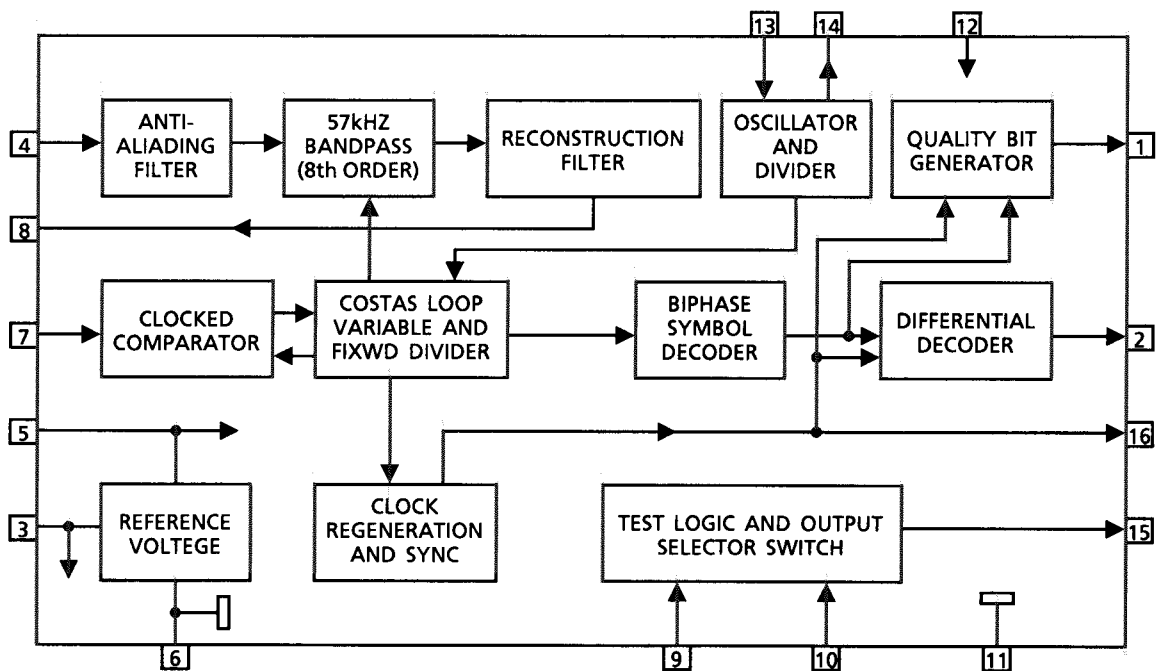 13
14
12
4
ANTI-
ALIADING
FILTER
57kHZ
BANDPASS
(8th ORDER)
RECONSTRUCTION
FILTER
OSCILLATOR
AND
DIVIDER
QUALITY BIT
GENERATOR
1
8
7
CLOCKED
COMPARATOR
COSTAS LOOP
VARIABLE AND
FIXWD DIVIDER
BIPHASE
SYMBOL
DECODER
DIFFERENTIAL
DECODER
2
5
16
3
REFERENCE
VOLTEGE
CLOCK
REGENERATION
AND SYNC
TEST LOGIC AND OUTPUT
SELECTOR SWITCH
15
6
9
10
11